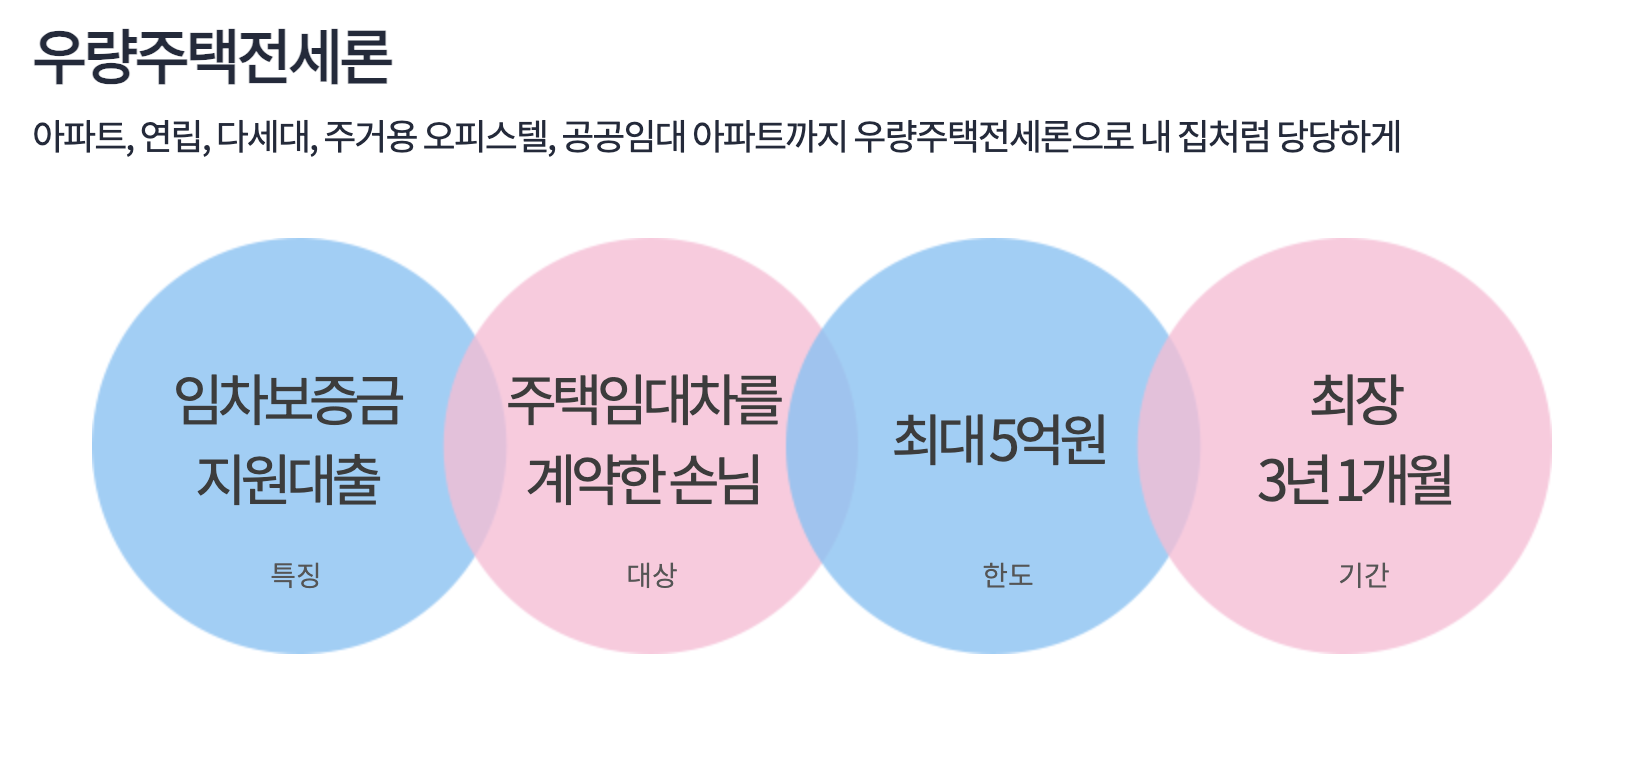 우량주택전세론
아파트, 연립, 다세대, 주거용 오피스텔, 공공임대 아파트까지 우량주택전세론으로 내 집처럼 당당하게
임차보증금
지원대출
특징
주택임대차를
계약한 손님
대상
최대 5억원
한도
최장
3년 1개월
기간